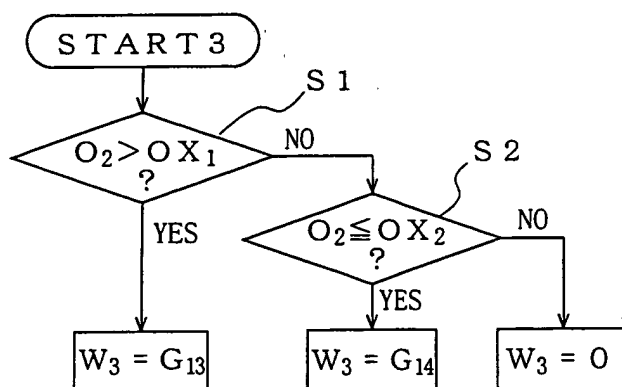 START3
S1
O₂>OX₁
?
NO
YES
S2
O₂≦OX₂
?
NO
YES
W₃=G₁₃
W₃=G₁₄
W₃=0